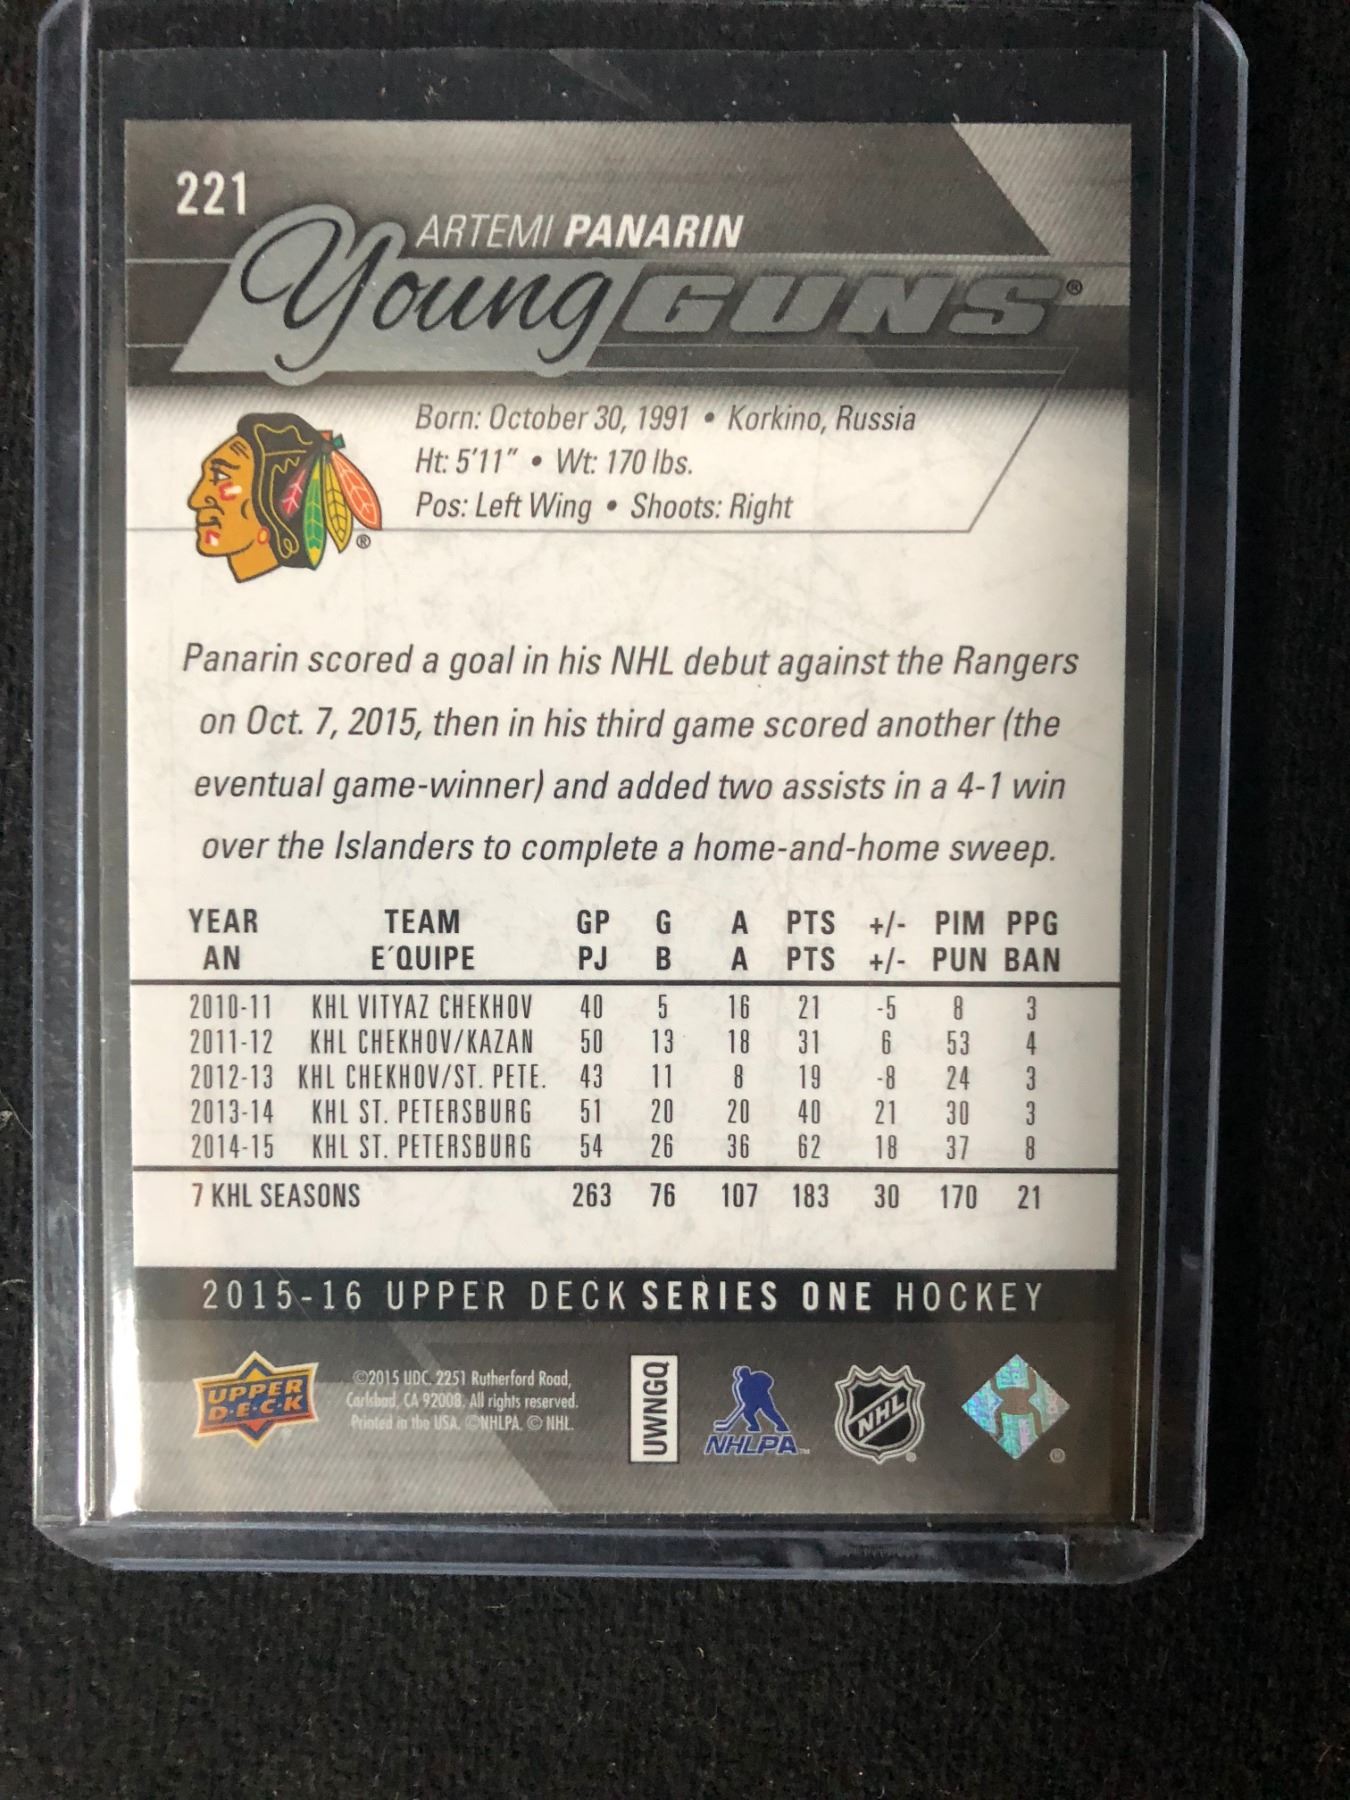 221
ARTEMI PANARIN
Young GUNS®
Born: October 30, 1991 • Korkino, Russia
Ht: 5'11" • Wt: 170 lbs.
Pos: Left Wing • Shoots: Right
®
Panarin scored a goal in his NHL debut against the Rangers
on Oct. 7, 2015, then in his third game scored another (the
eventual game-winner) and added two assists in a 4-1 win
over the Islanders to complete a home-and-home sweep.
YEAR TEAM GP G A PTS +/- PIM PPG
AN E´QUIPE PJ B A PTS +/- PUN BAN
2010-11 KHL VITYAZ CHEKHOV 40 5 16 21 -5 8 3
2011-12 KHL CHEKHOV/KAZAN 50 13 18 31 6 53 4
2012-13 KHL CHEKHOV/ST. PETE. 43 11 8 19 -8 24 3
2013-14 KHL ST. PETERSBURG 51 20 20 40 21 30 3
2014-15 KHL ST. PETERSBURG 54 26 36 62 18 37 8
7 KHL SEASONS 263 76 107 183 30 170 21
2015-16 UPPER DECK SERIES ONE HOCKEY
UPPER
D·E·C·K
©2015 UDC. 2251 Rutherford Road,
Carlsbad, CA 92008. All rights reserved.
Printed in the USA. ©NHLPA. © NHL.
UWNGQ
NHLPA™
NHL®
®